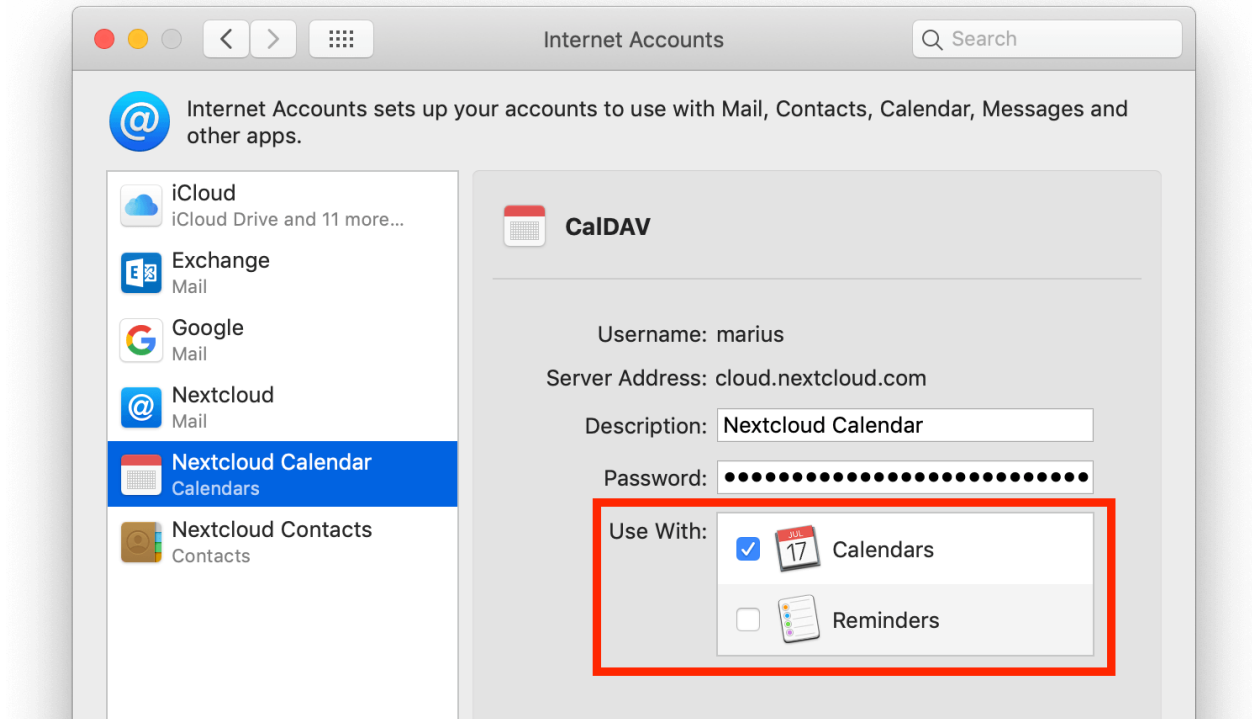 Internet Accounts
Search
Internet Accounts sets up your accounts to use with Mail, Contacts, Calendar, Messages and
other apps.
iCloud
iCloud Drive and 11 more...
Exchange
Mail
Google
Mail
Nextcloud
Mail
Nextcloud Calendar
Calendars
Nextcloud Contacts
Contacts
CalDAV
Username: marius
Server Address: cloud.nextcloud.com
Description: Nextcloud Calendar
Password: ●●●●●●●●●●●●●●●●●●●●●●●●●●●
Use With:
JUL
17
Calendars
Reminders